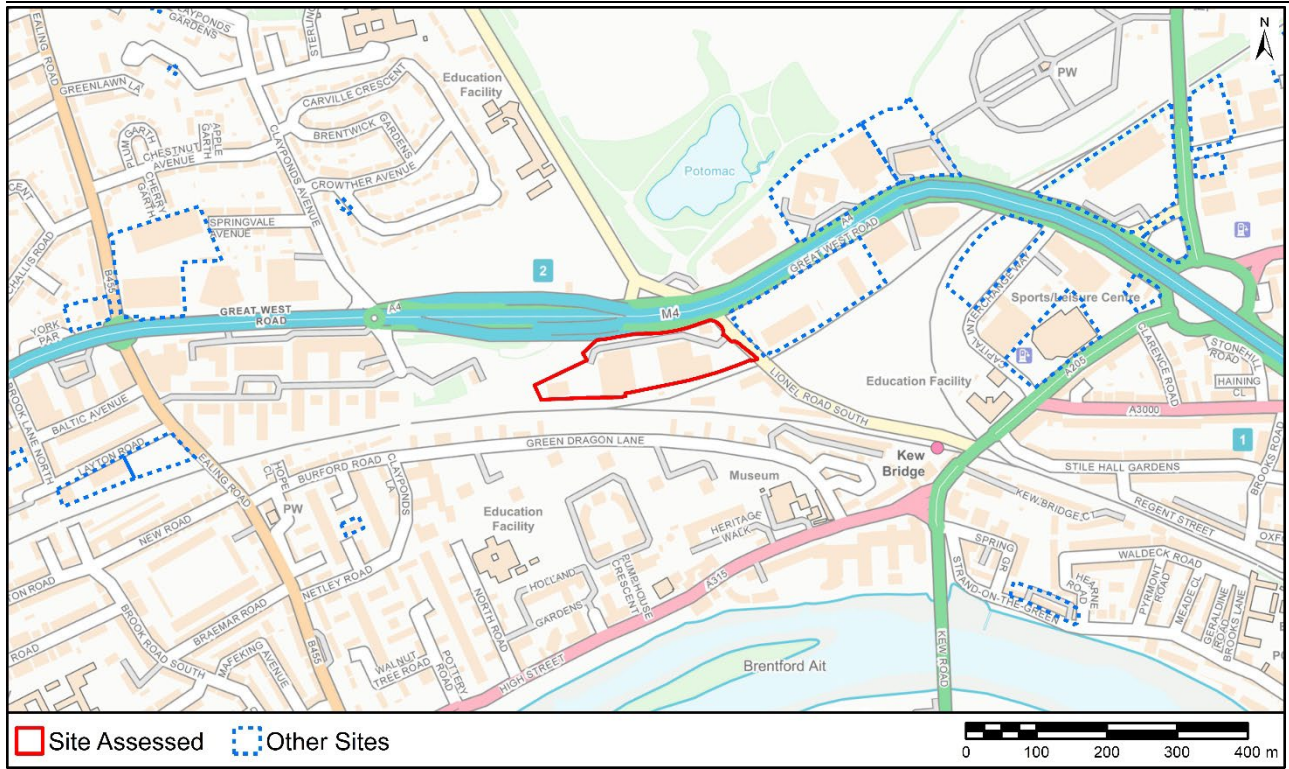 CLAYPONDS
GARDENS
STERLING
N
EALING ROAD
GREENLAWN LA
Education
Facility
PW
CARVILLE CRESCENT
BRENTWICK
GARDENS
PLUM
GARTH
APPLE
GARTH
CHESTNUT
AVENUE
CHERRY
GARTH
CROWTHER AVENUE
CLAYPONDS AVENUE
Potomac
SPRINGVALE
AVENUE
CHALLIS ROAD
B455
A4
GREAT WEST ROAD
2
GREAT WEST
ROAD
A4
M4
YORK
PAR
CAPITAL INTERCHANGE WAY
Sports/Leisure Centre
BROOK LANE NORTH
BALTIC AVENUE
LIONEL ROAD SOUTH
Education Facility
A205
CLARENCE ROAD
STONEHILL
ROAD
HAINING
CL
A3000
LAYTON ROAD
EALING ROAD
GREEN DRAGON LANE
Kew
Bridge
1
STILE HALL GARDENS
BROOKS ROAD
HOPE
CL
BURFORD ROAD
CLAYPONDS
LA
Museum
KEW BRIDGE C
REGENT STREET
OXF
NEW ROAD
PW
Education
Facility
HERITAGE
WALK
NETLEY ROAD
PUMP HOUSE
CRESCENT
A315
SPRING
GR
HEARNE
ROAD
WALDECK ROAD
PYRMONT
ROAD
MEADE CL
GERALDINE
ROAD
BROOKS LANE
ON ROAD
HOLLAND
GARDENS
NORTH ROAD
STRAND-ON-THE-GREEN
BRAEMAR ROAD
ROAD
BROOK ROAD SOUTH
MAFEKING
AVENUE
B455
WALNUT
TREE ROAD
POTTERY
ROAD
HIGH STREET
Brentford Ait
KEW ROAD
Site Assessed
Other Sites
0 100 200 300 400 m